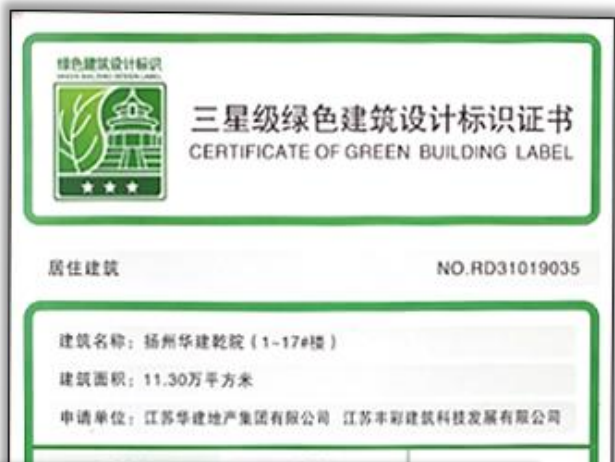 绿色建筑设计标识
GREEN BUILDING DESIGN LABEL
三星级绿色建筑设计标识证书
CERTIFICATE OF GREEN BUILDING LABEL
居住建筑
NO.RD31019035
建筑名称：扬州华建乾院（1~17#楼）
建筑面积：11.30万平方米
申请单位：江苏华建地产集团有限公司 江苏丰彩建筑科技发展有限公司